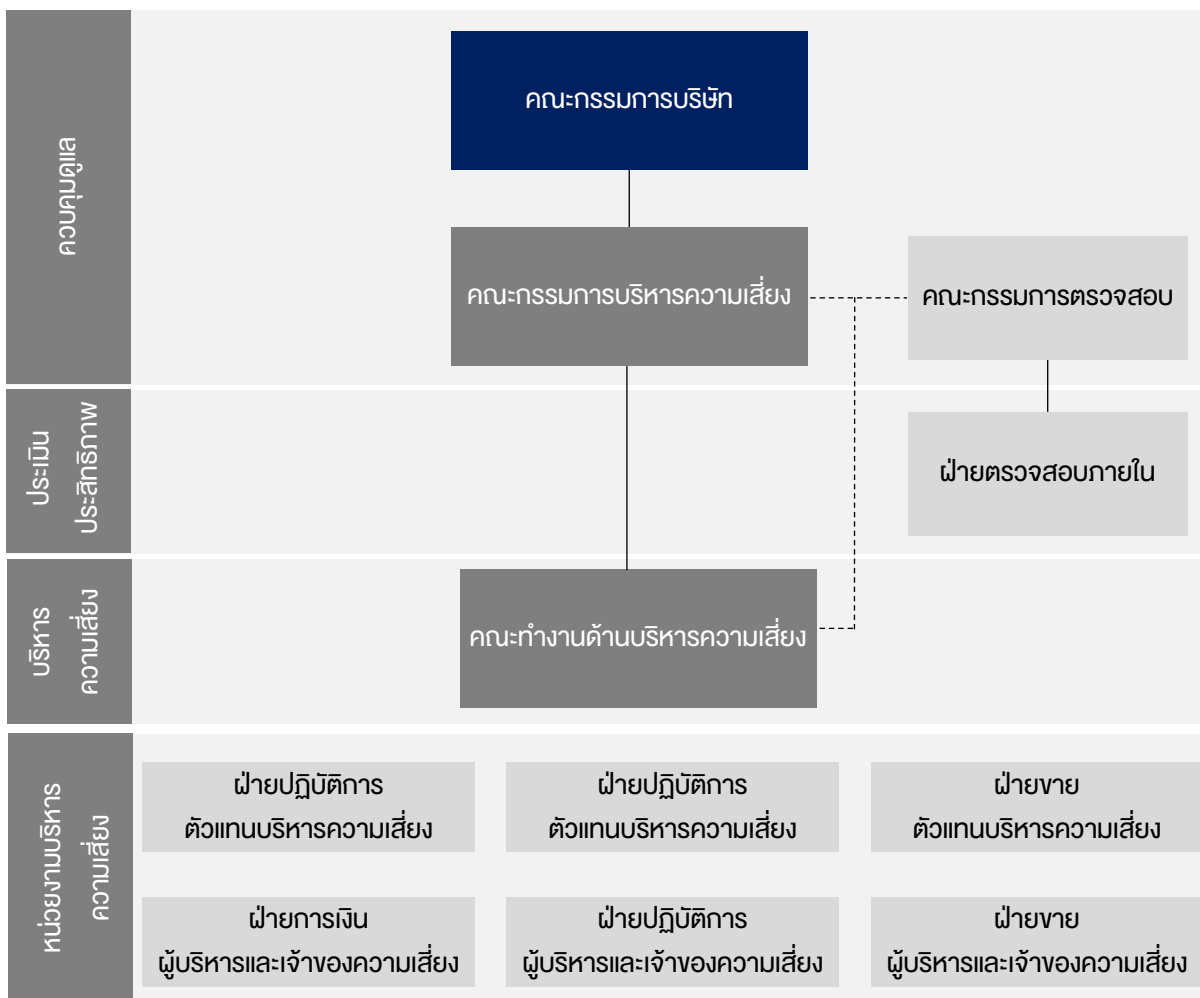 ควบคุมดูแล
คณะกรรมการบริษัท
คณะกรรมการบริหารความเสี่ยง
คณะกรรมการตรวจสอบ
ประเมิน
ประสิทธิภาพ
ฝ่ายตรวจสอบภายใน
บริหาร
ความเสี่ยง
คณะทำงานด้านบริหารความเสี่ยง
หน่วยงานบริหาร
ความเสี่ยง
ฝ่ายปฏิบัติการ
ตัวแทนบริหารความเสี่ยง
ฝ่ายปฏิบัติการ
ตัวแทนบริหารความเสี่ยง
ฝ่ายขาย
ตัวแทนบริหารความเสี่ยง
ฝ่ายการเงิน
ผู้บริหารและเจ้าของความเสี่ยง
ฝ่ายปฏิบัติการ
ผู้บริหารและเจ้าของความเสี่ยง
ฝ่ายขาย
ผู้บริหารและเจ้าของความเสี่ยง